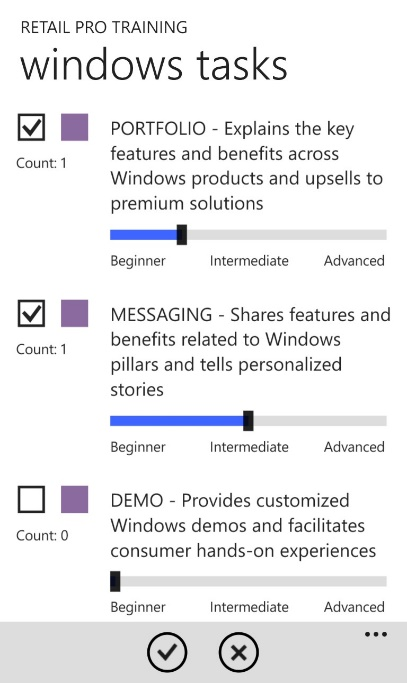 RETAIL PRO TRAINING
windows tasks
PORTFOLIO - Explains the key
features and benefits across
Windows products and upsells to
premium solutions
Count: 1
Beginner Intermediate Advanced
MESSAGING - Shares features and
benefits related to Windows
pillars and tells personalized
stories
Count: 1
Beginner Intermediate Advanced
DEMO - Provides customized
Windows demos and facilitates
consumer hands-on experiences
Count: 0
Beginner Intermediate Advanced